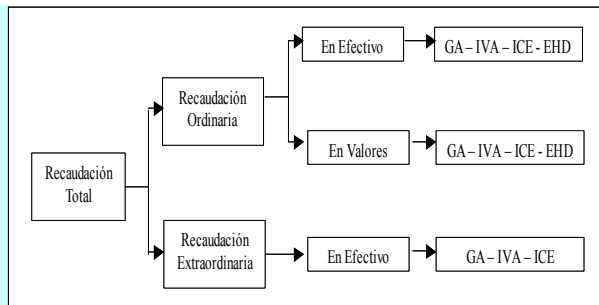 En Efectivo
GA – IVA – ICE - EHD
Recaudación
Ordinaria
En Valores
GA – IVA – ICE - EHD
Recaudación
Total
Recaudación
Extraordinaria
En Efectivo
GA – IVA – ICE